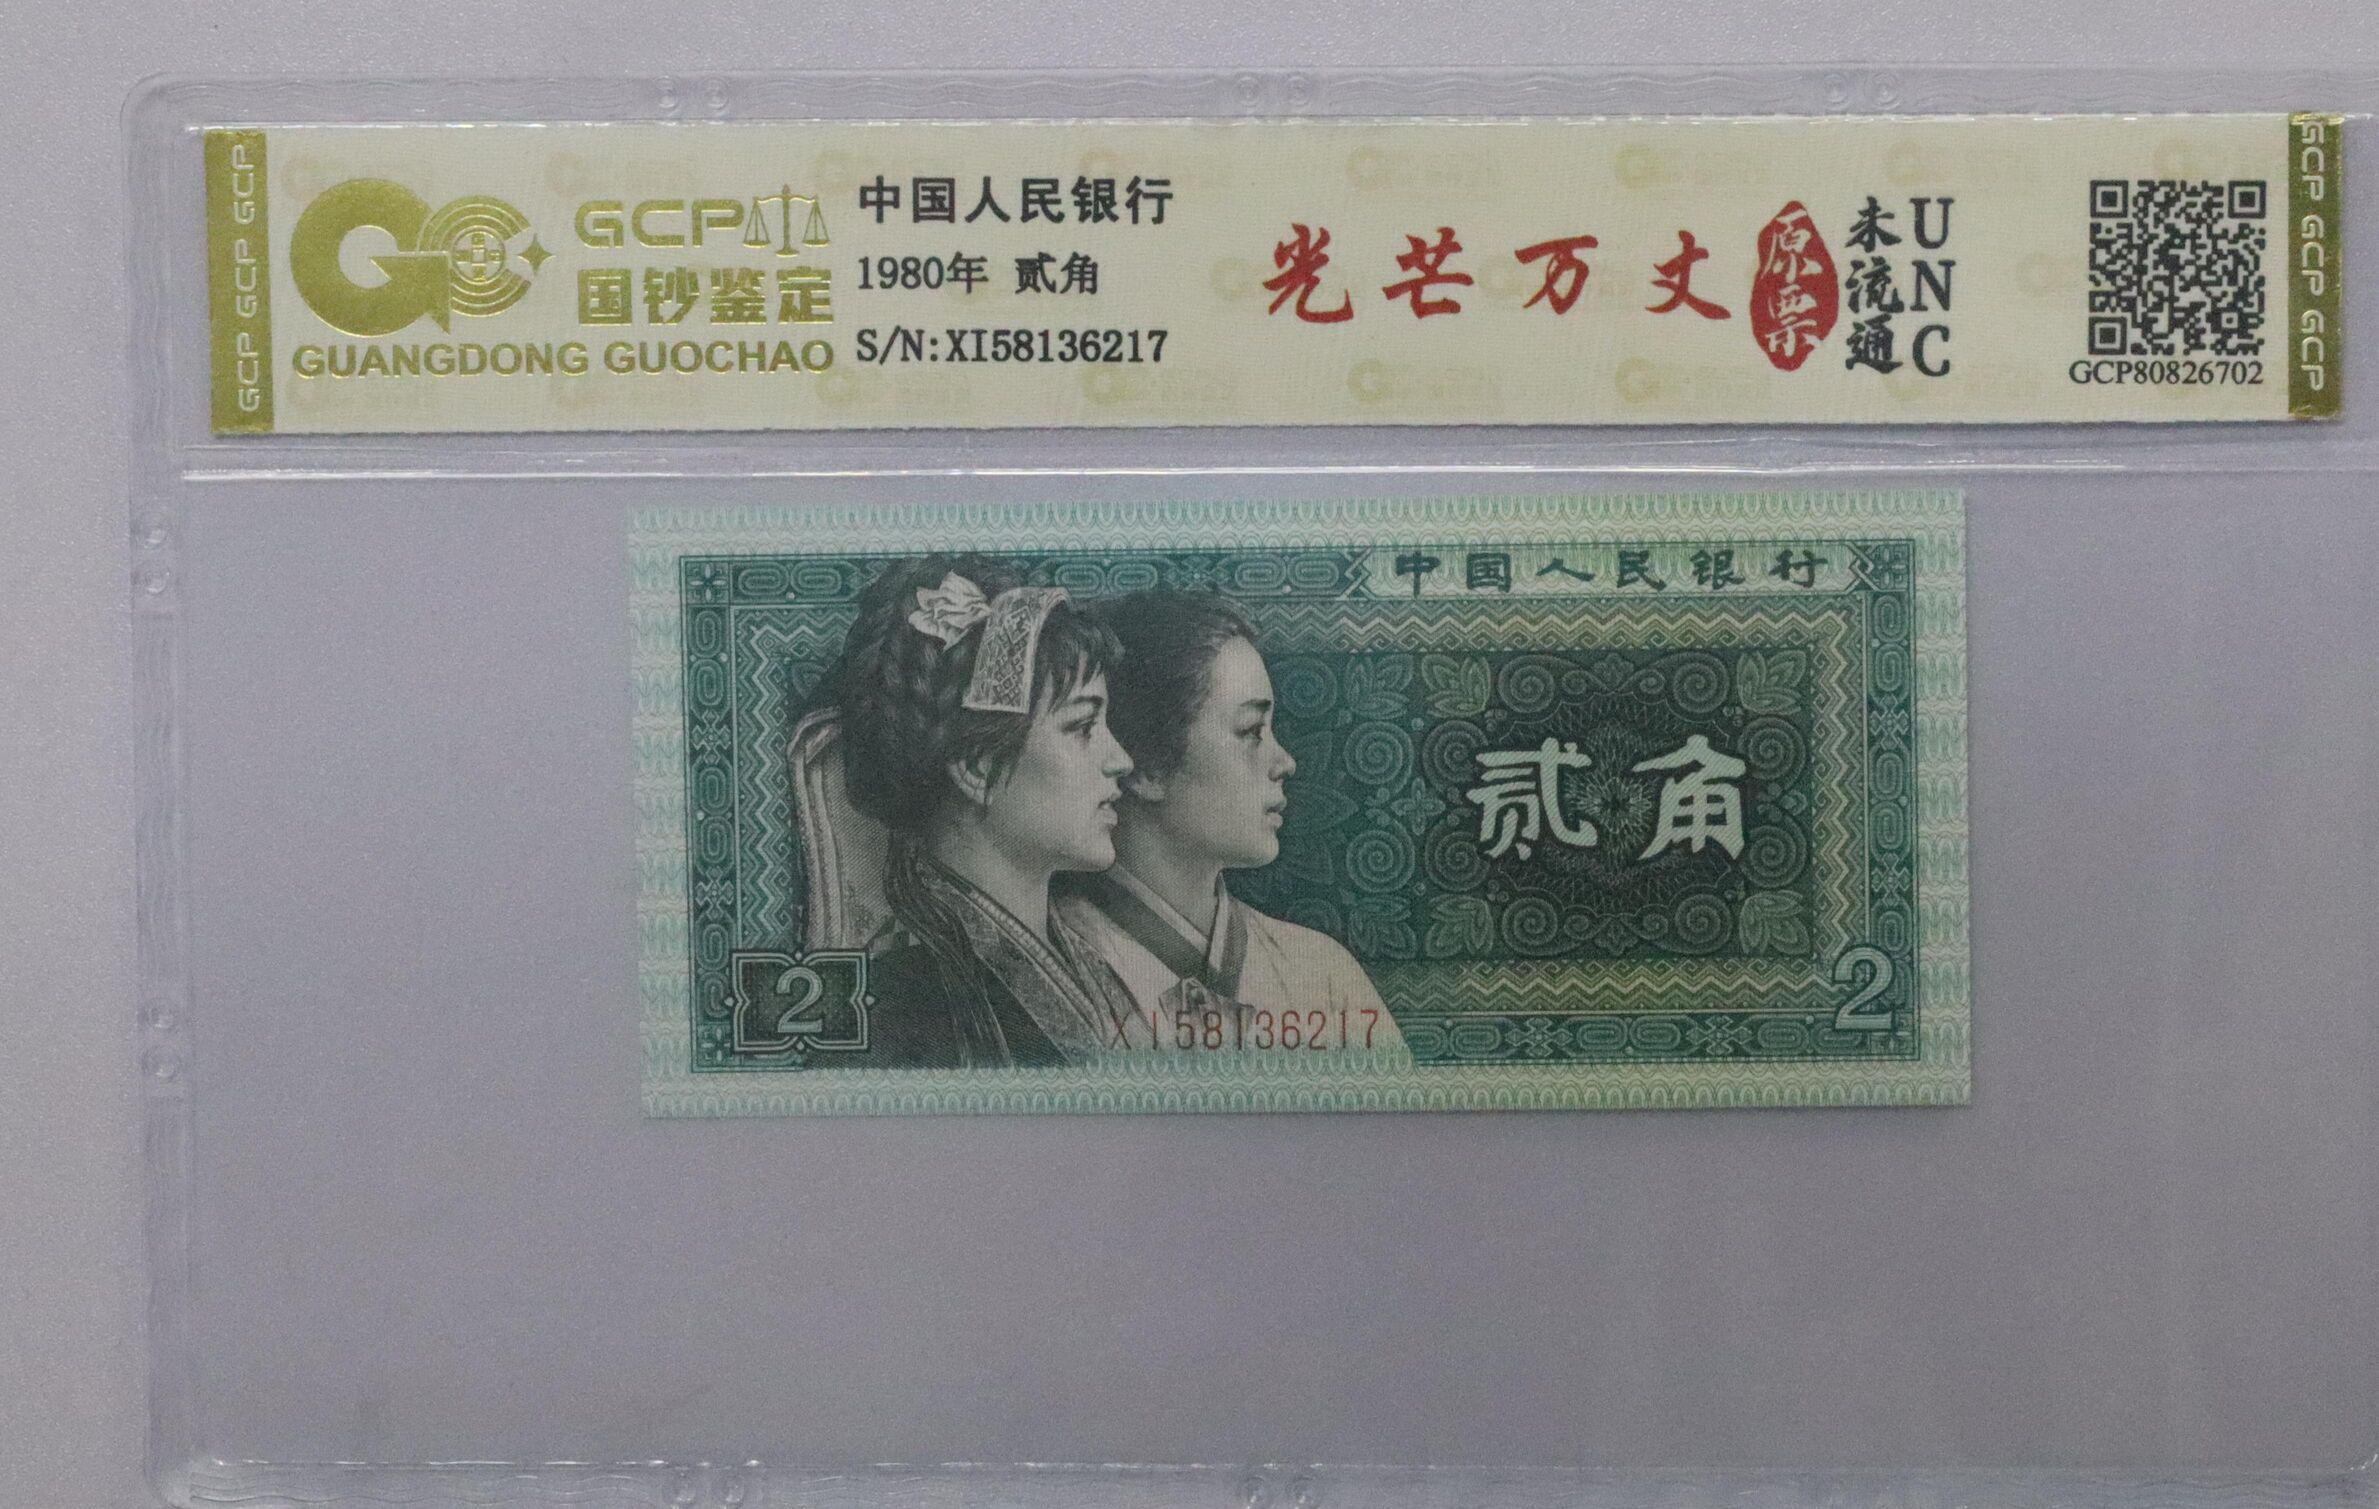 GCP GCP GCP
GCP
国钞鉴定
GUANGDONG GUOCHAO
中国人民银行
1980年 贰角
S/N:XI58136217
光芒万丈
原票
未流通
UNC
GCP80826702
GCP GCP GCP
中国人民银行
贰角
2
2
XI58136217